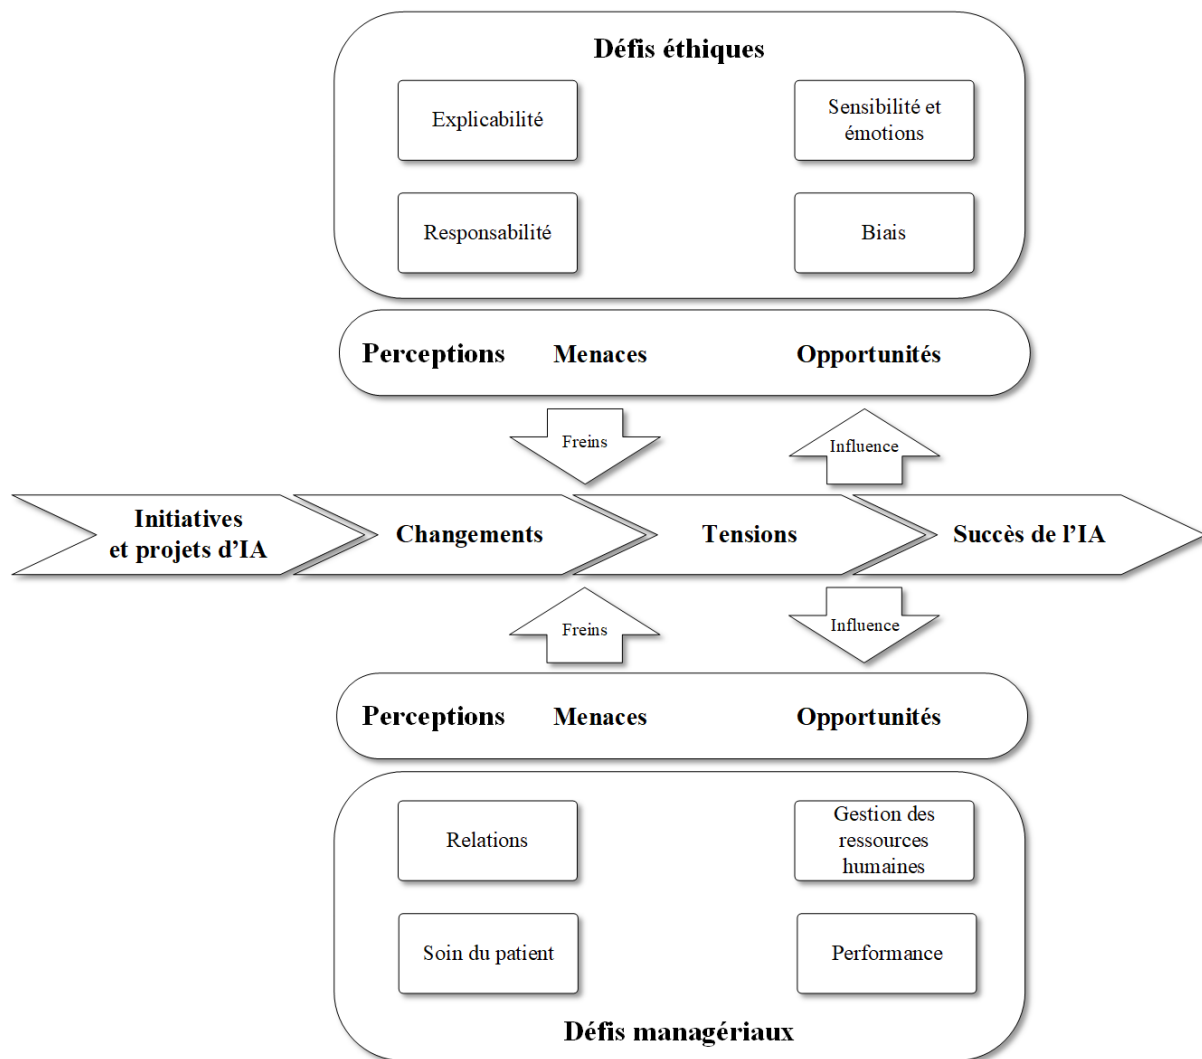 Défis éthiques
Explicabilité
Sensibilité et
émotions
Responsabilité
Biais
Perceptions
Menaces
Opportunités
Freins
Influence
Initiatives
et projets d'IA
Changements
Tensions
Succès de l'IA
Freins
Influence
Perceptions
Menaces
Opportunités
Relations
Gestion des
ressources
humaines
Soin du patient
Performance
Défis managériaux